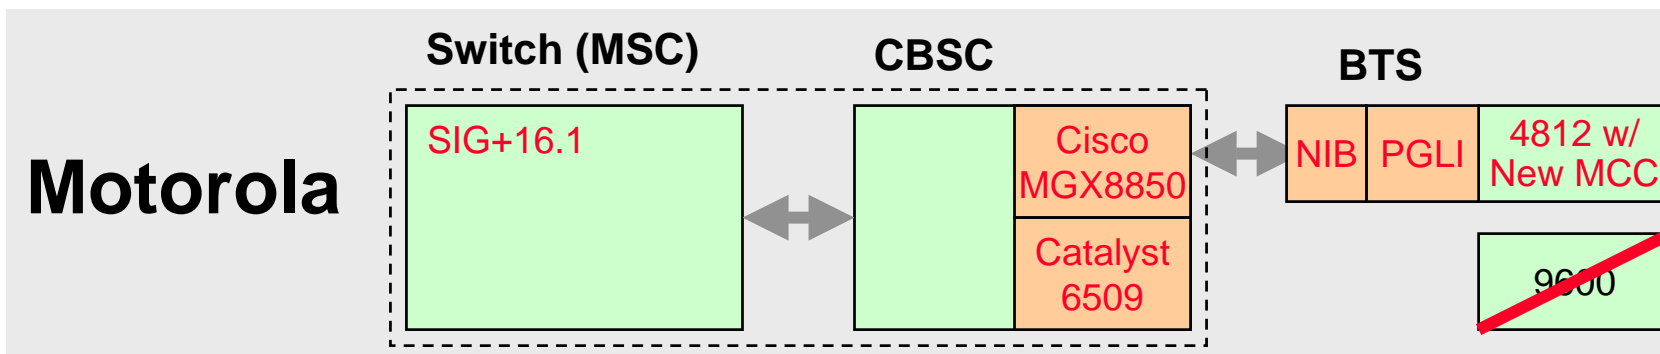 Switch (MSC)
CBSC
BTS
Motorola
SIG+16.1
Cisco
MGX8850
Catalyst
6509
NIB
PGLI
4812 w/
New MCC
9600